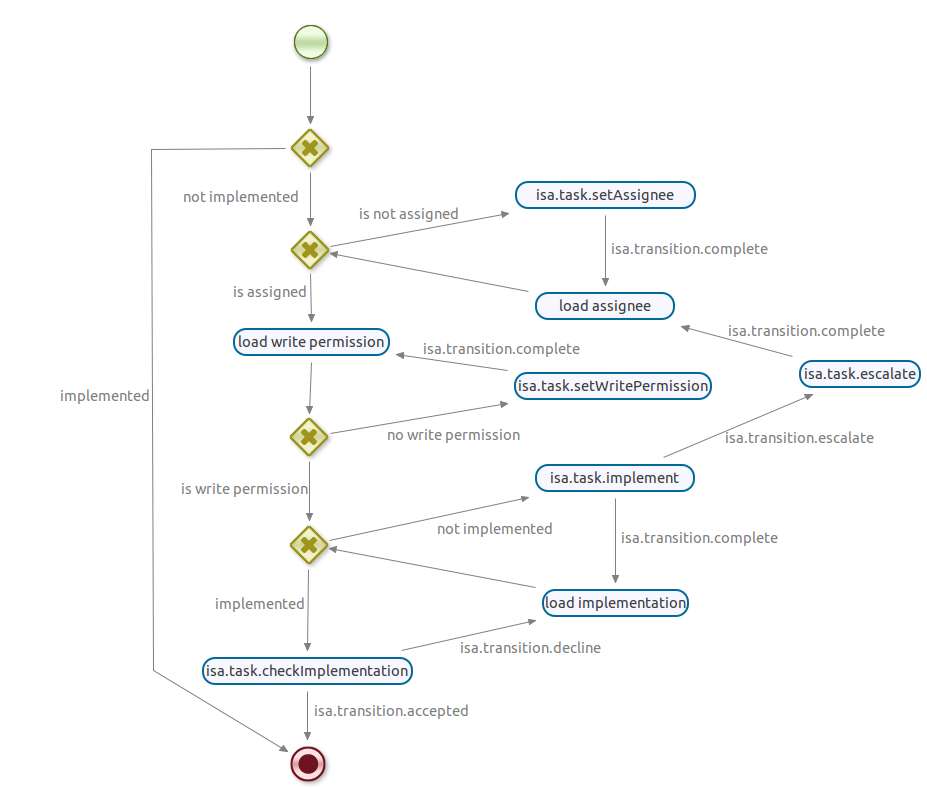 not implemented
isa.task.setAssignee
is not assigned
isa.transition.complete
is assigned
load assignee
isa.transition.complete
load write permission
isa.transition.complete
isa.task.escalate
isa.task.setWritePermission
implemented
no write permission
isa.transition.escalate
isa.task.implement
is write permission
not implemented
isa.transition.complete
implemented
load implementation
isa.transition.decline
isa.task.checkImplementation
isa.transition.accepted